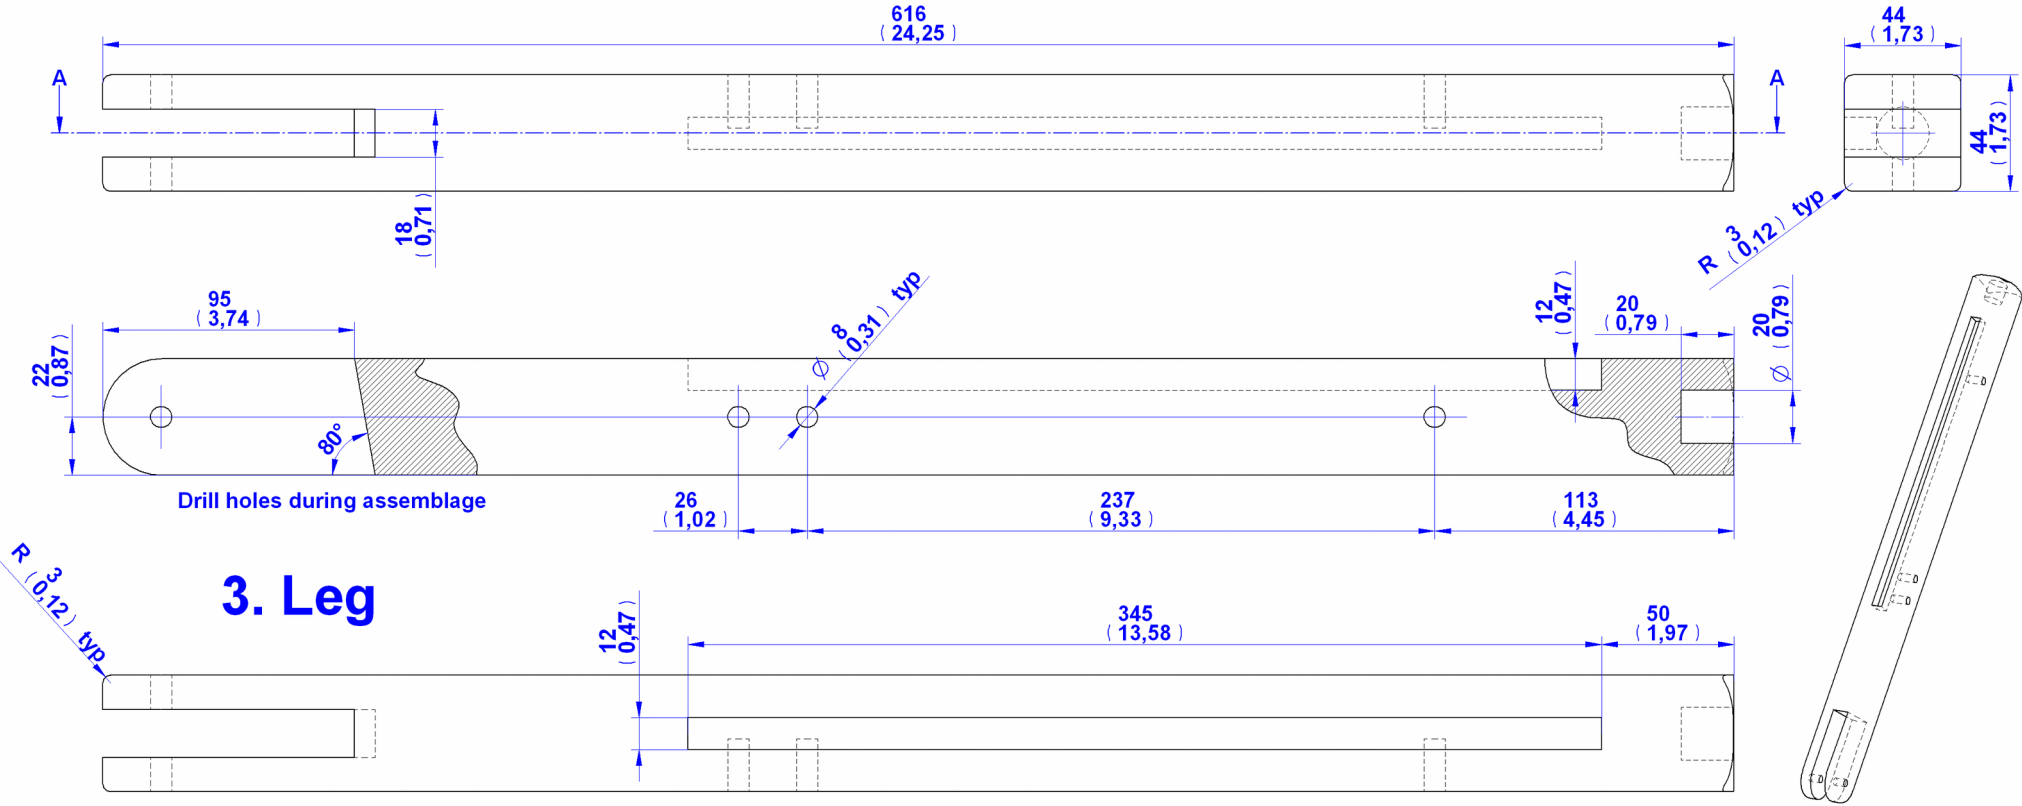 616
( 24,25 )
44
( 1,73 )
A
A
44
( 1,73 )
18
( 0,71 )
R 3 ( 0,12 ) typ
95
( 3,74 )
22
( 0,87 )
80°
Ø 8 ( 0,31 ) typ
12
( 0,47 )
20
( 0,79 )
Ø 20 ( 0,79 )
Drill holes during assemblage
26
( 1,02 )
237
( 9,33 )
113
( 4,45 )
R 3 ( 0,12 ) typ
3. Leg
12
( 0,47 )
345
( 13,58 )
50
( 1,97 )